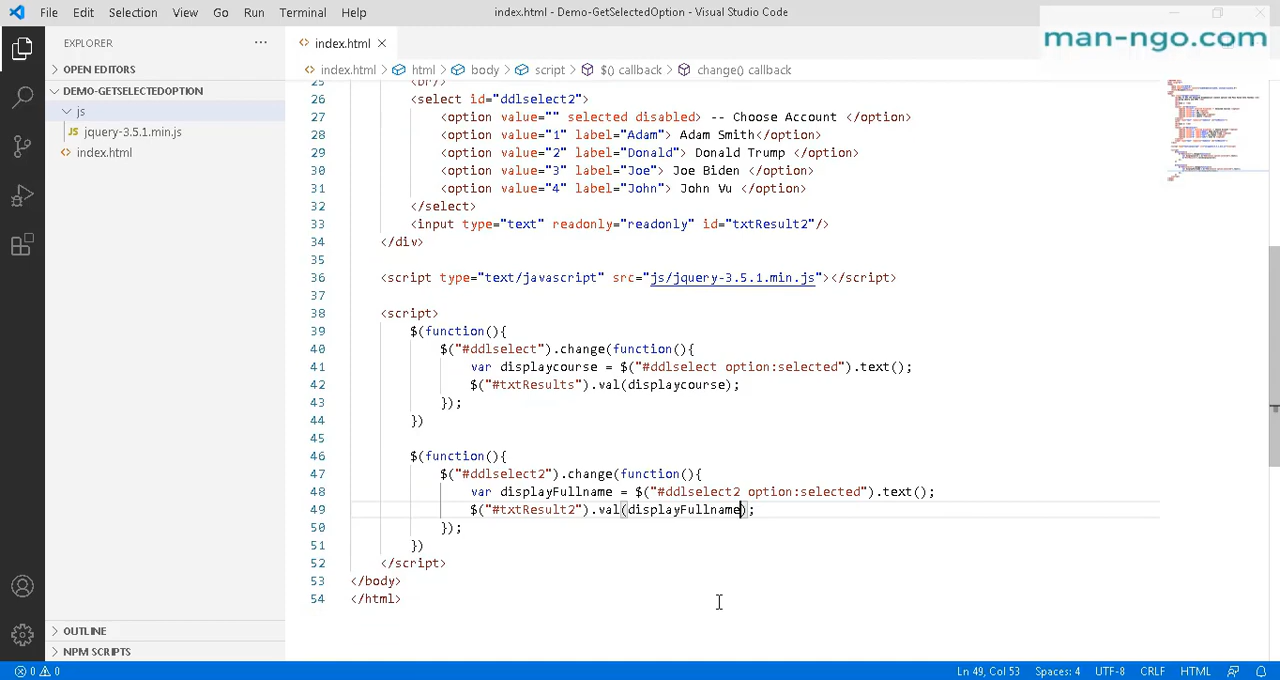 File Edit Selection View Go Run Terminal Help index.html - Demo-GetSelectedOption - Visual Studio Code
man-ngo.com
EXPLORER ...
OPEN EDITORS
DEMO-GETSELECTEDOPTION
js
JS jquery-3.5.1.min.js
<> index.html
OUTLINE
NPM SCRIPTS
<> index.html
<> index.html > html > body > script > $() callback > change() callback
25 <br/>
26 <select id="ddlselect2">
27 <option value="" selected disabled> -- Choose Account </option>
28 <option value="1" label="Adam"> Adam Smith</option>
29 <option value="2" label="Donald"> Donald Trump </option>
30 <option value="3" label="Joe"> Joe Biden </option>
31 <option value="4" label="John"> John Vu </option>
32 </select>
33 <input type="text" readonly="readonly" id="txtResult2"/>
34 </div>
35
36 <script type="text/javascript" src="js/jquery-3.5.1.min.js"></script>
37
38 <script>
39 $(function(){
40 $("#ddlselect").change(function(){
41 var displaycourse = $("#ddlselect option:selected").text();
42 $("#txtResults").val(displaycourse);
43 });
44 })
45
46 $(function(){
47 $("#ddlselect2").change(function(){
48 var displayFullname = $("#ddlselect2 option:selected").text();
49 $("#txtResult2").val(displayFullname);
50 });
51 })
52 </script>
53 </body>
54 </html>
0 0 Ln 49, Col 53 Spaces: 4 UTF-8 CRLF HTML